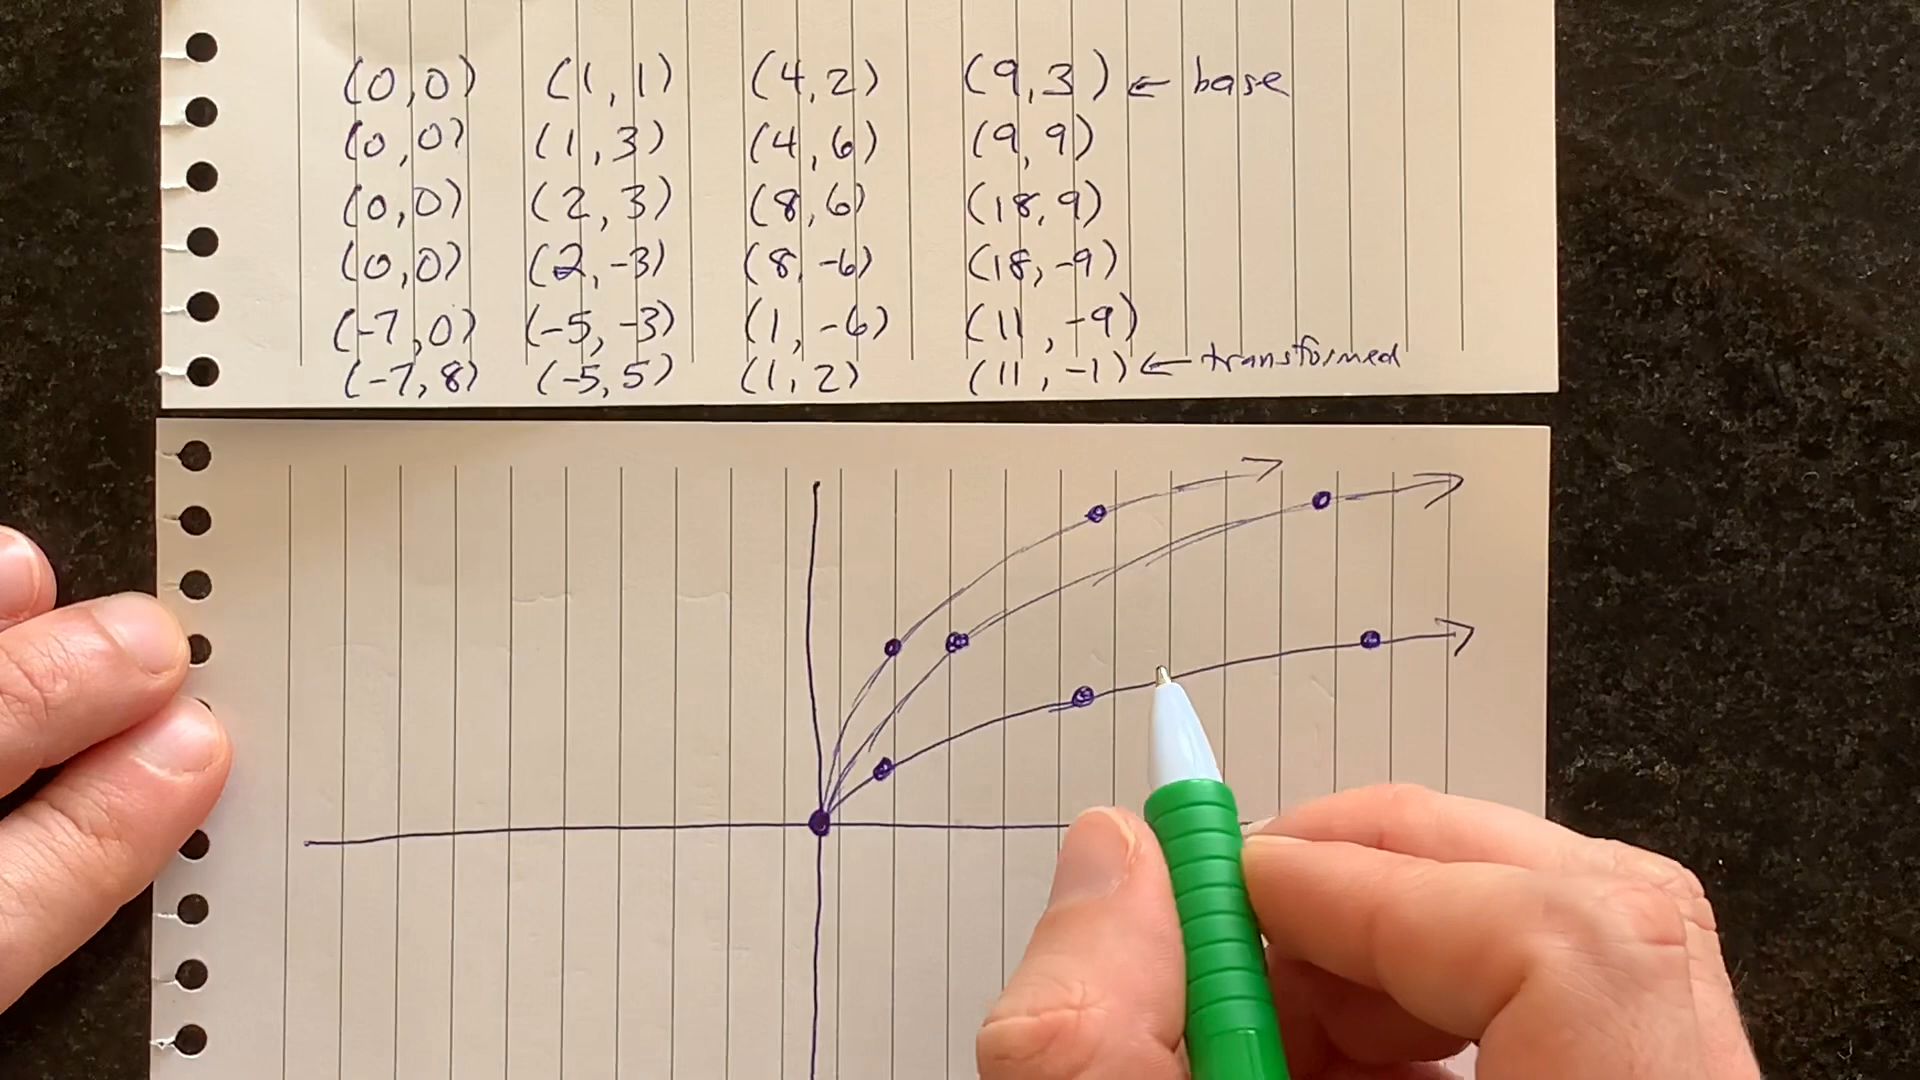 (0,0) (1,1) (4,2) (9,3) ← base
(0,0) (1,3) (4,6) (9,9)
(0,0) (2,3) (8,6) (18,9)
(0,0) (2,-3) (8,-6) (18,-9)
(-7,0) (-5,-3) (1,-6) (11,-9)
(-7,8) (-5,5) (1,2) (11,-1) ← transformed